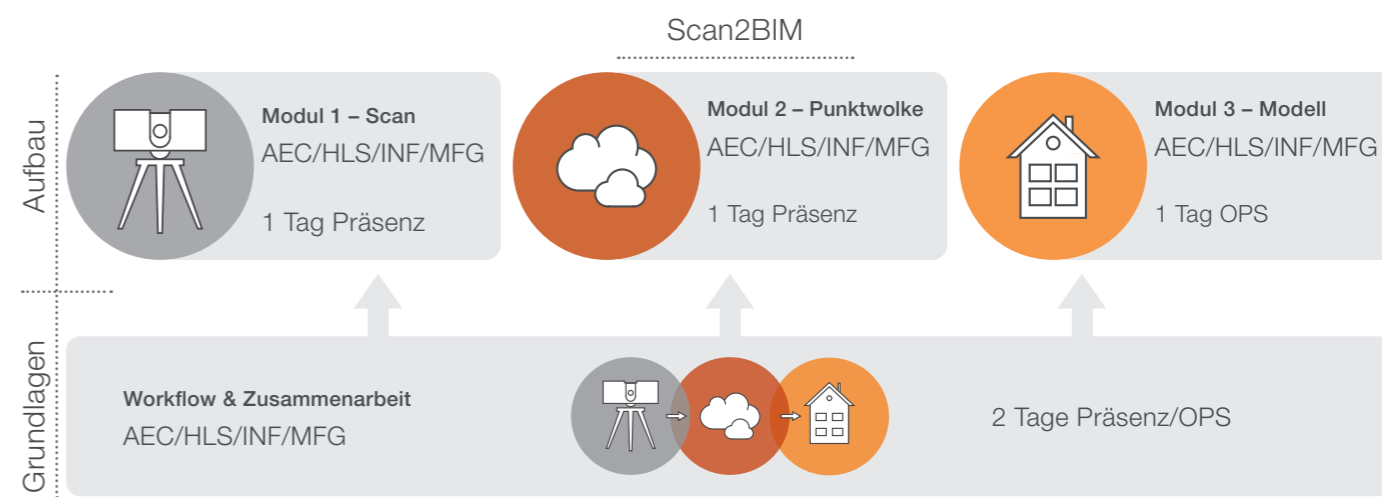 Scan2BIM
Aufbau
Modul 1 – Scan
AEC/HLS/INF/MFG
1 Tag Präsenz
Modul 2 – Punktwolke
AEC/HLS/INF/MFG
1 Tag Präsenz
Modul 3 – Modell
AEC/HLS/INF/MFG
1 Tag OPS
Grundlagen
Workflow & Zusammenarbeit
AEC/HLS/INF/MFG
2 Tage Präsenz/OPS